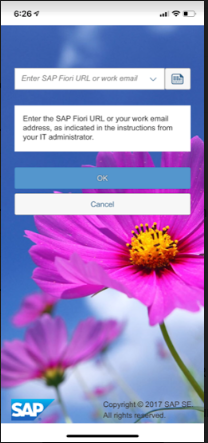 6:26
Enter SAP Fiori URL or work email
Enter the SAP Fiori URL or your work email
address, as indicated in the instructions from
your IT administrator.
OK
Cancel
SAP
Copyright © 2017 SAP SE.
All rights reserved.